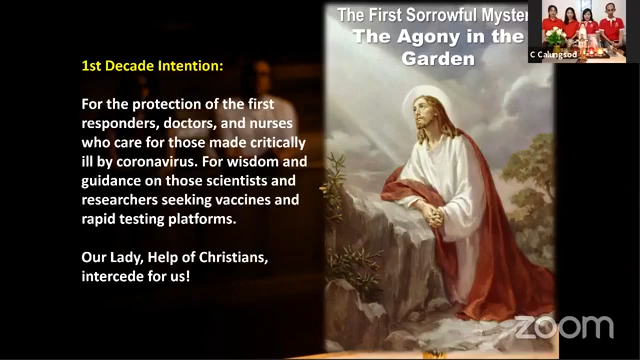 The First Sorrowful Myster
The Agony in the
Garden
C Calungsod
1st Decade Intention:
For the protection of the first
responders, doctors, and nurses
who care for those made critically
ill by coronavirus. For wisdom and
guidance on those scientists and
researchers seeking vaccines and
rapid testing platforms.
Our Lady, Help of Christians,
intercede for us!
zoom